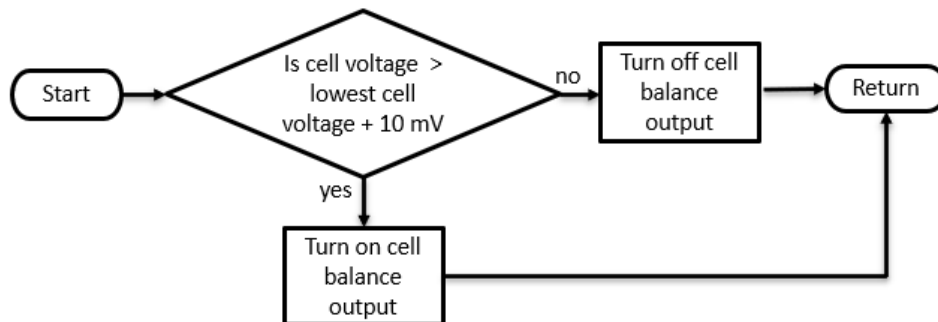 Start
Is cell voltage >
lowest cell
voltage + 10 mV
no
Turn off cell
balance
output
Return
yes
Turn on cell
balance
output